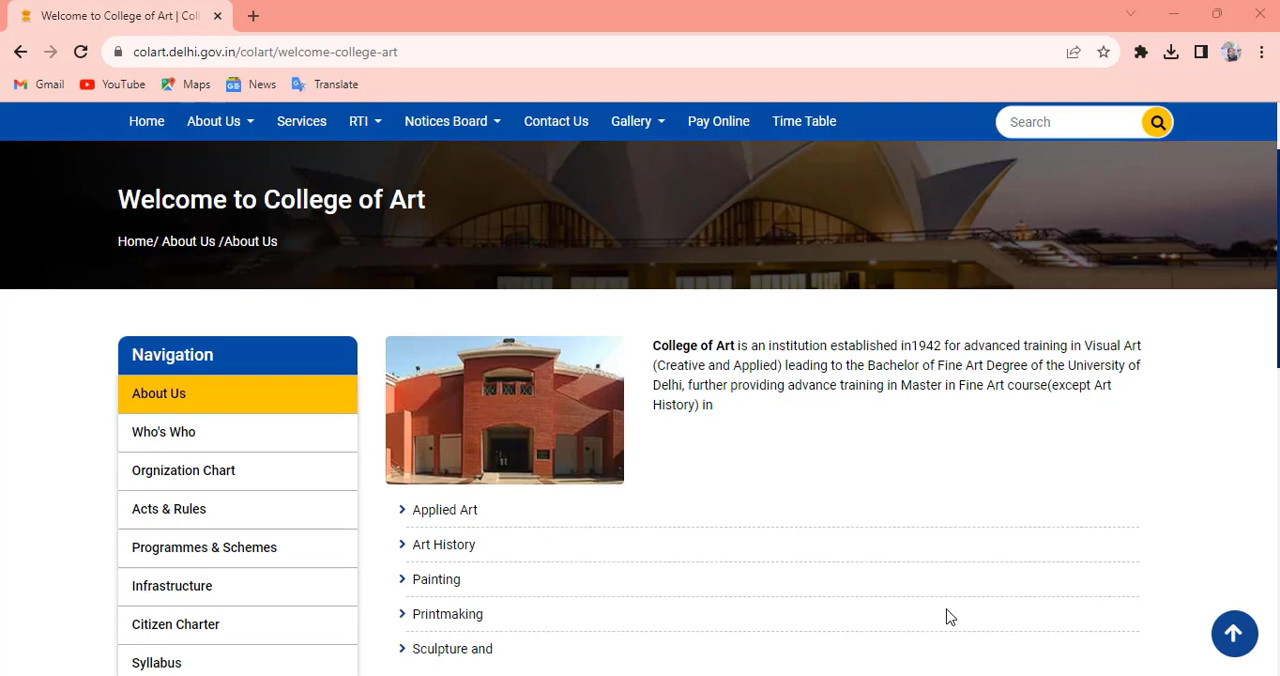 Welcome to College of Art | Coll
colart.delhi.gov.in/colart/welcome-college-art
Gmail YouTube Maps News Translate
Home About Us Services RTI Notices Board Contact Us Gallery Pay Online Time Table Search
Welcome to College of Art
Home/ About Us /About Us
Navigation
About Us
Who's Who
Orgnization Chart
Acts & Rules
Programmes & Schemes
Infrastructure
Citizen Charter
Syllabus
College of Art is an institution established in1942 for advanced training in Visual Art
(Creative and Applied) leading to the Bachelor of Fine Art Degree of the University of
Delhi, further providing advance training in Master in Fine Art course(except Art
History) in
Applied Art
Art History
Painting
Printmaking
Sculpture and